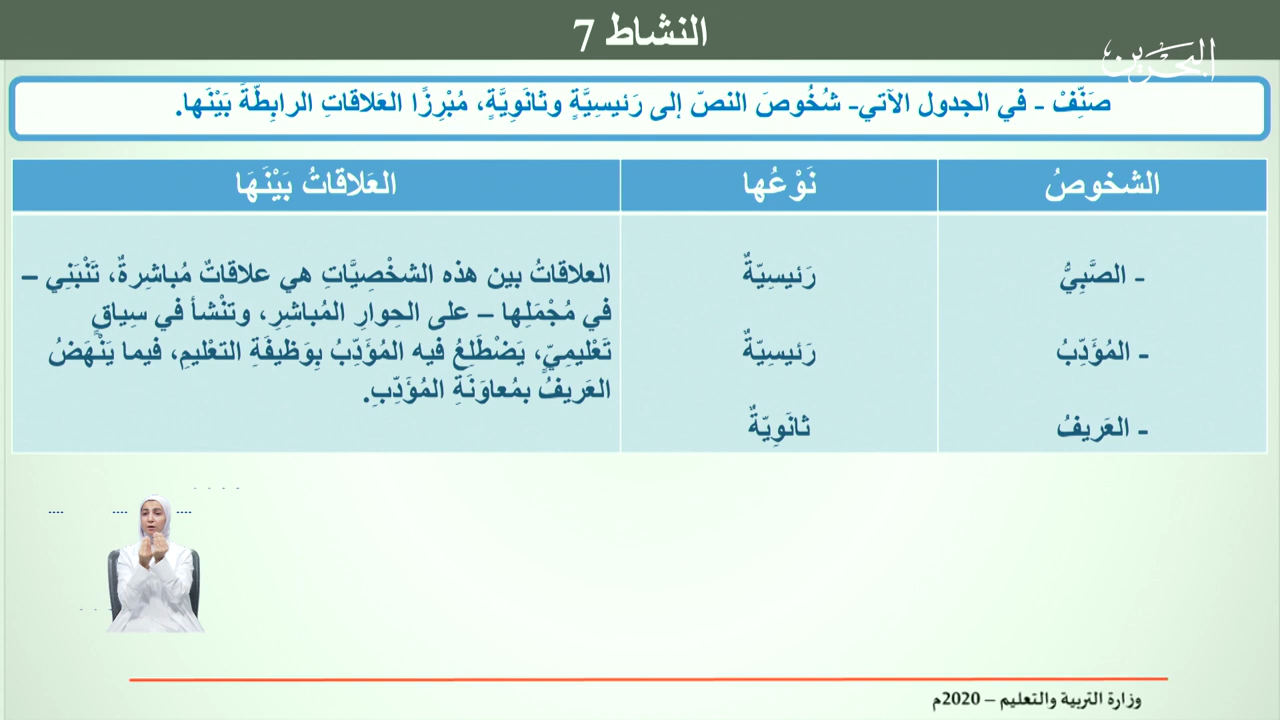 النشاط 7
البحرين
صَنِّفْ - في الجدول الآتي- شُخُوصَ النصّ إلى رَئيسِيَّةٍ وثانَوِيَّةٍ، مُبْرِزًا العَلاقاتِ الرابِطّةَ بَيْنَها.
الشخوصُ
نَوْعُها
العَلاقاتُ بَيْنَهَا
- الصَّبِيُّ
رَئيسِيّةٌ
- المُؤَدِّبُ
رَئيسِيّةٌ
- العَريفُ
ثانَوِيّةٌ
العلاقاتُ بين هذه الشخْصِيَّاتِ هي علاقاتٌ مُباشِرةٌ، تَنْبَنِي –
في مُجْمَلِها – على الحِوارِ المُباشِرِ، وتنْشأ في سِياقٍ
تَعْليمِيّ، يَضْطَلِعُ فيه المُؤَدِّبُ بِوَظيفَةِ التعْليمِ، فيما يَنْهَضُ
العَريفُ بمُعاوَنَةِ المُؤَدِّبِ.
وزارة التربية والتعليم – 2020م